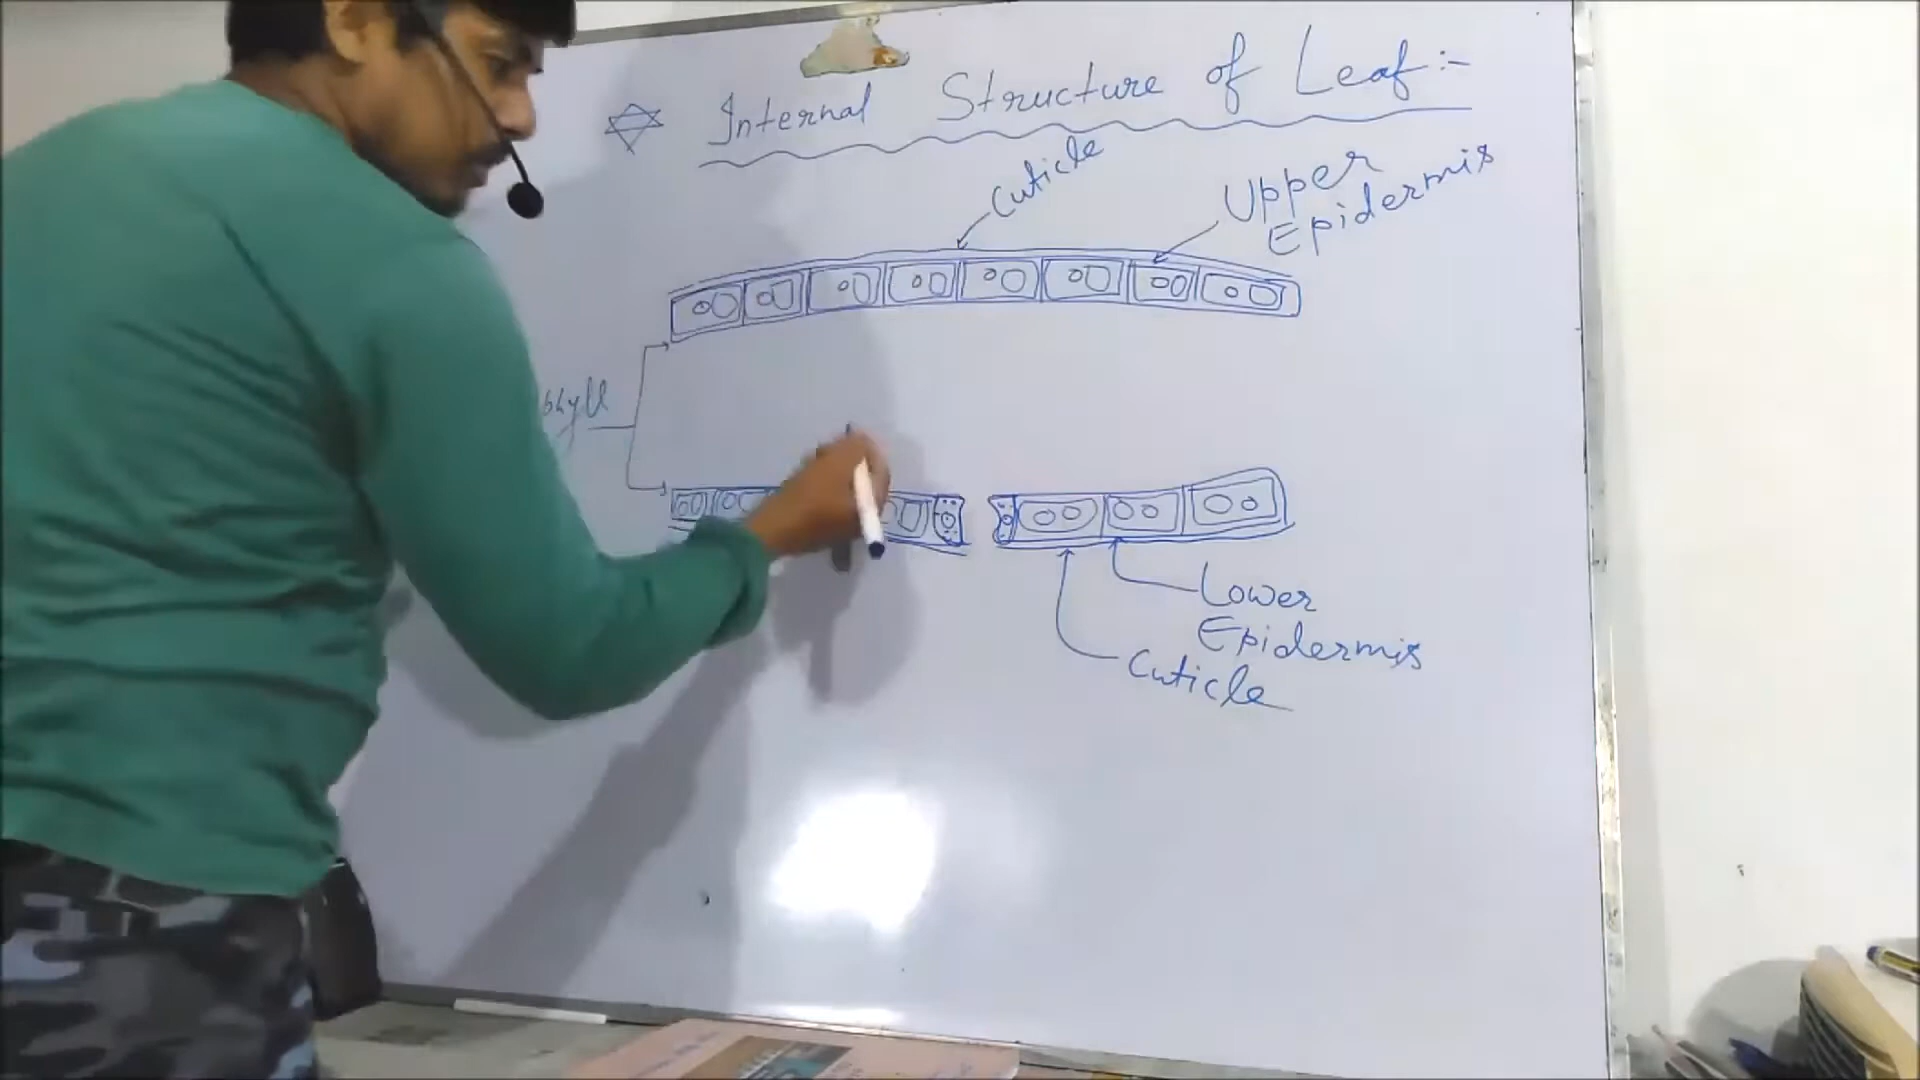 Internal Structure of Leaf :-
Cuticle
Upper
Epidermis
Lower
Epidermis
Cuticle